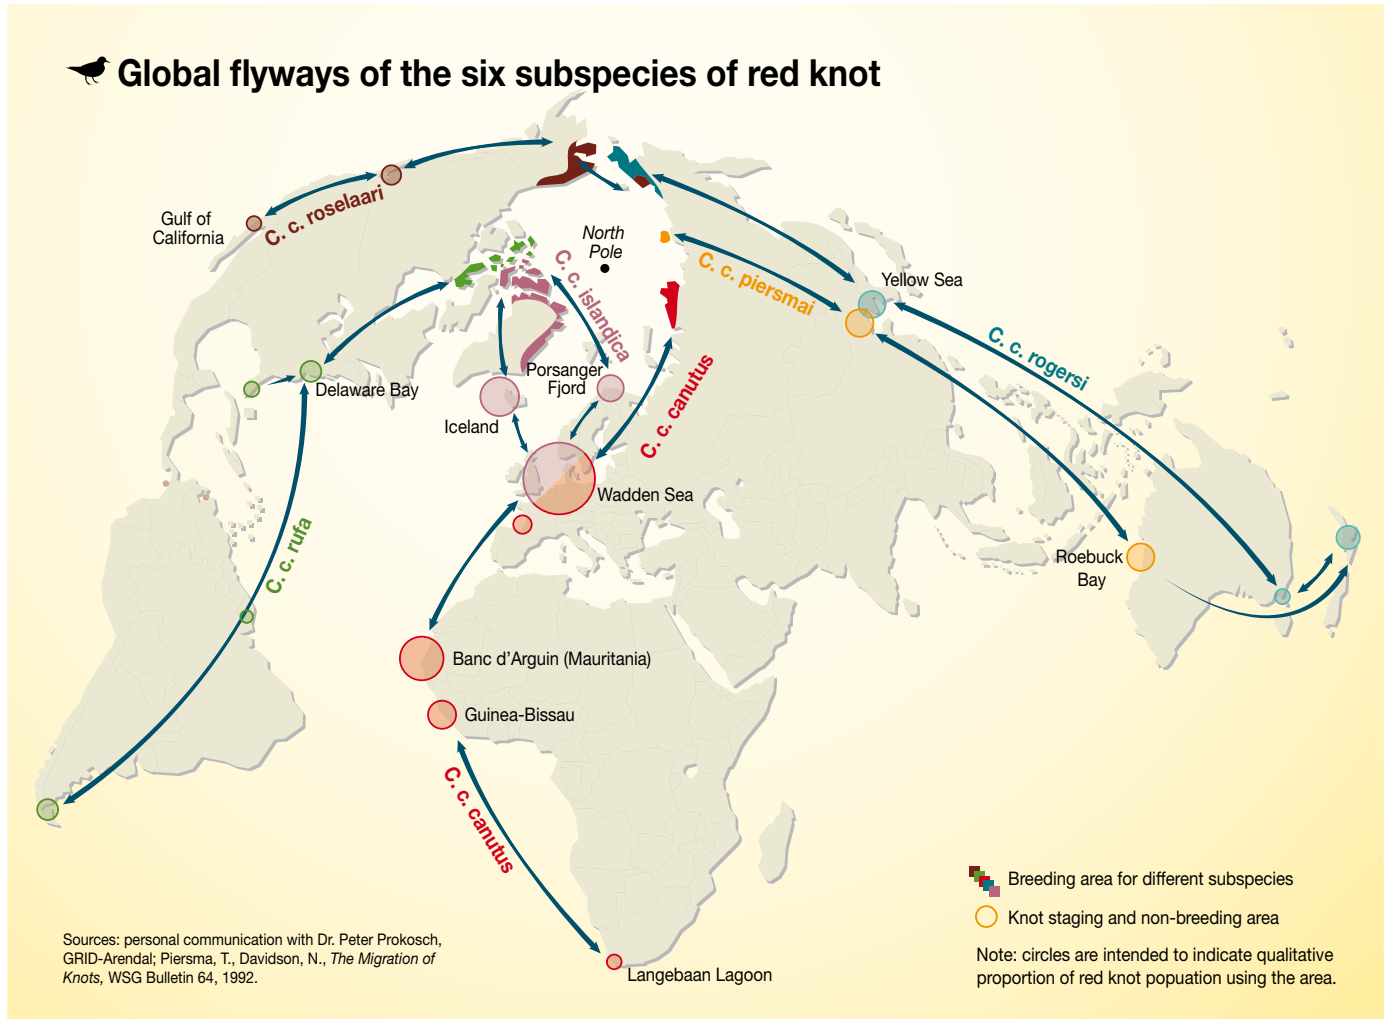 Global flyways of the six subspecies of red knot
Gulf of
California
C. c. roselaari
North
Pole
C. c. islandica
C. c. piersmai
Yellow Sea
C. c. rogersi
Delaware Bay
Porsanger
Fjord
Iceland
C. c. canutus
Wadden Sea
C. c. rufa
Roebuck
Bay
Banc d’Arguin (Mauritania)
Guinea-Bissau
C. c. canutus
Langebaan Lagoon
Breeding area for different subspecies
Knot staging and non-breeding area
Note: circles are intended to indicate qualitative
proportion of red knot popuation using the area.
Sources: personal communication with Dr. Peter Prokosch,
GRID-Arendal; Piersma, T., Davidson, N., The Migration of
Knots, WSG Bulletin 64, 1992.